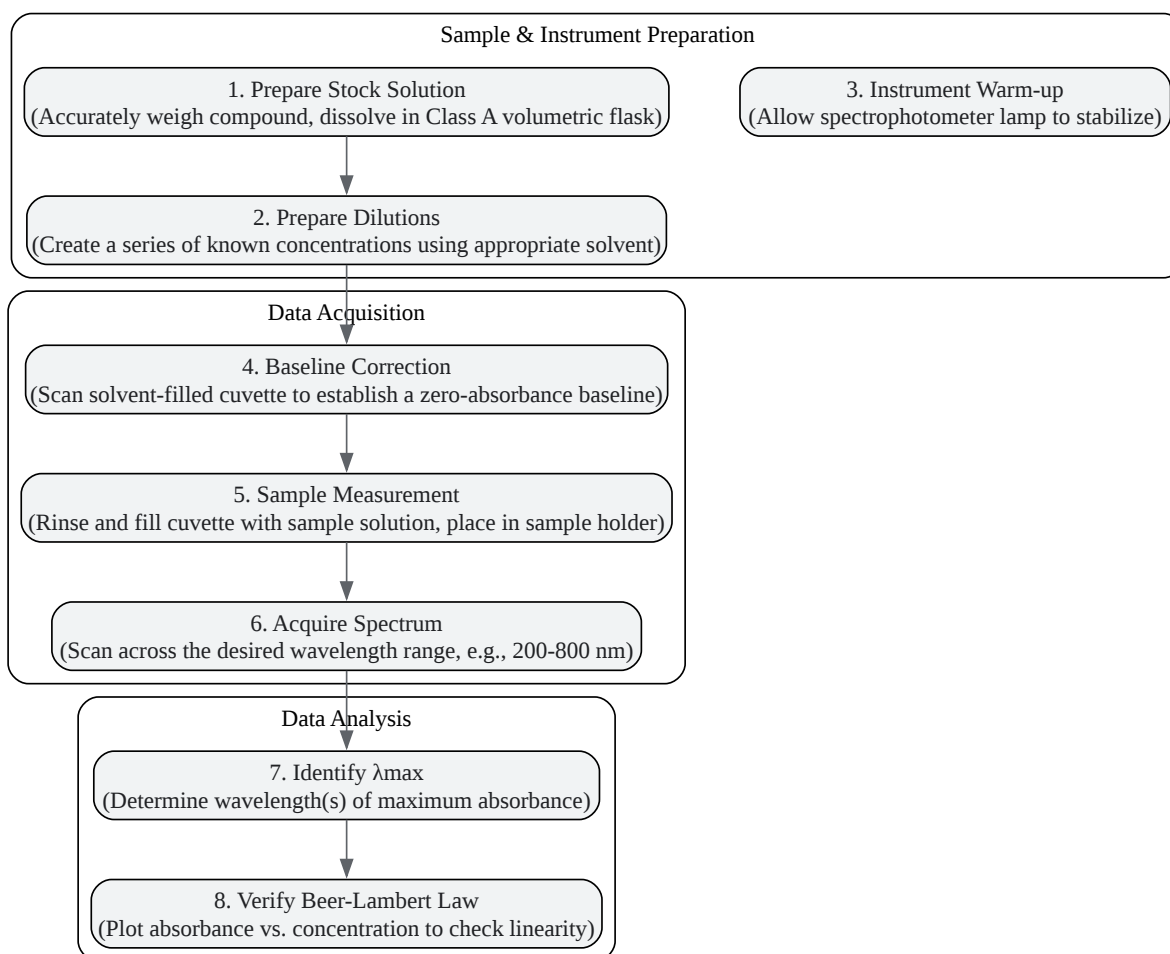 Sample & Instrument Preparation
1. Prepare Stock Solution
(Accurately weigh compound, dissolve in Class A volumetric flask)
3. Instrument Warm-up
(Allow spectrophotometer lamp to stabilize)
2. Prepare Dilutions
(Create a series of known concentrations using appropriate solvent)
Data Acquisition
4. Baseline Correction
(Scan solvent-filled cuvette to establish a zero-absorbance baseline)
5. Sample Measurement
(Rinse and fill cuvette with sample solution, place in sample holder)
6. Acquire Spectrum
(Scan across the desired wavelength range, e.g., 200-800 nm)
Data Analysis
7. Identify λmax
(Determine wavelength(s) of maximum absorbance)
8. Verify Beer-Lambert Law
(Plot absorbance vs. concentration to check linearity)